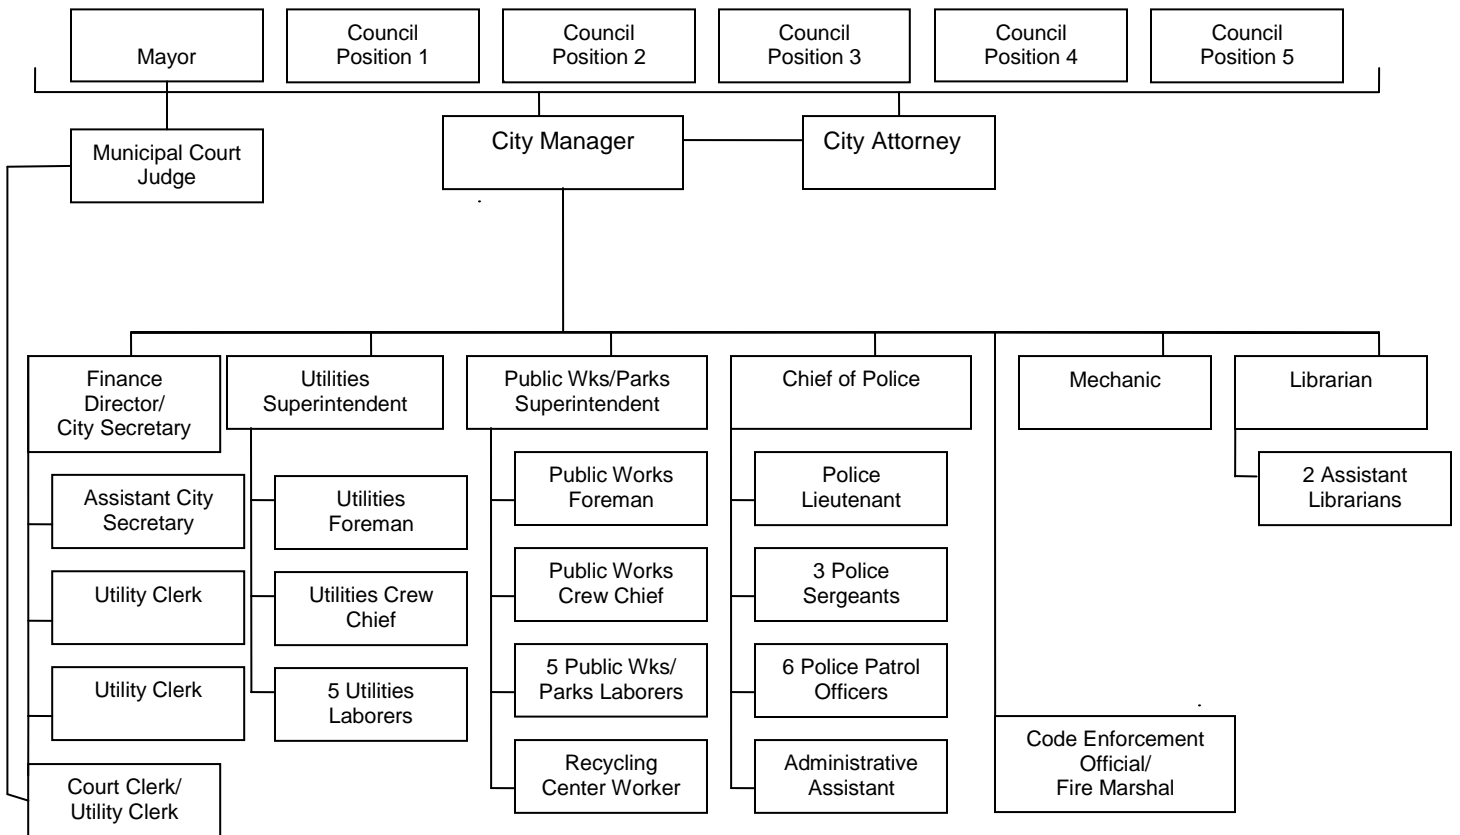 Mayor
Council
Position 1
Council
Position 2
Council
Position 3
Council
Position 4
Council
Position 5
Municipal Court
Judge
City Manager
City Attorney
Finance
Director/
City Secretary
Utilities
Superintendent
Public Wks/Parks
Superintendent
Chief of Police
Mechanic
Librarian
Assistant City
Secretary
Utility Clerk
Utility Clerk
Court Clerk/
Utility Clerk
Utilities
Foreman
Utilities Crew
Chief
5 Utilities
Laborers
Public Works
Foreman
Public Works
Crew Chief
5 Public Wks/
Parks Laborers
Recycling
Center Worker
Police
Lieutenant
3 Police
Sergeants
6 Police Patrol
Officers
Administrative
Assistant
Code Enforcement
Official/
Fire Marshal
2 Assistant
Librarians